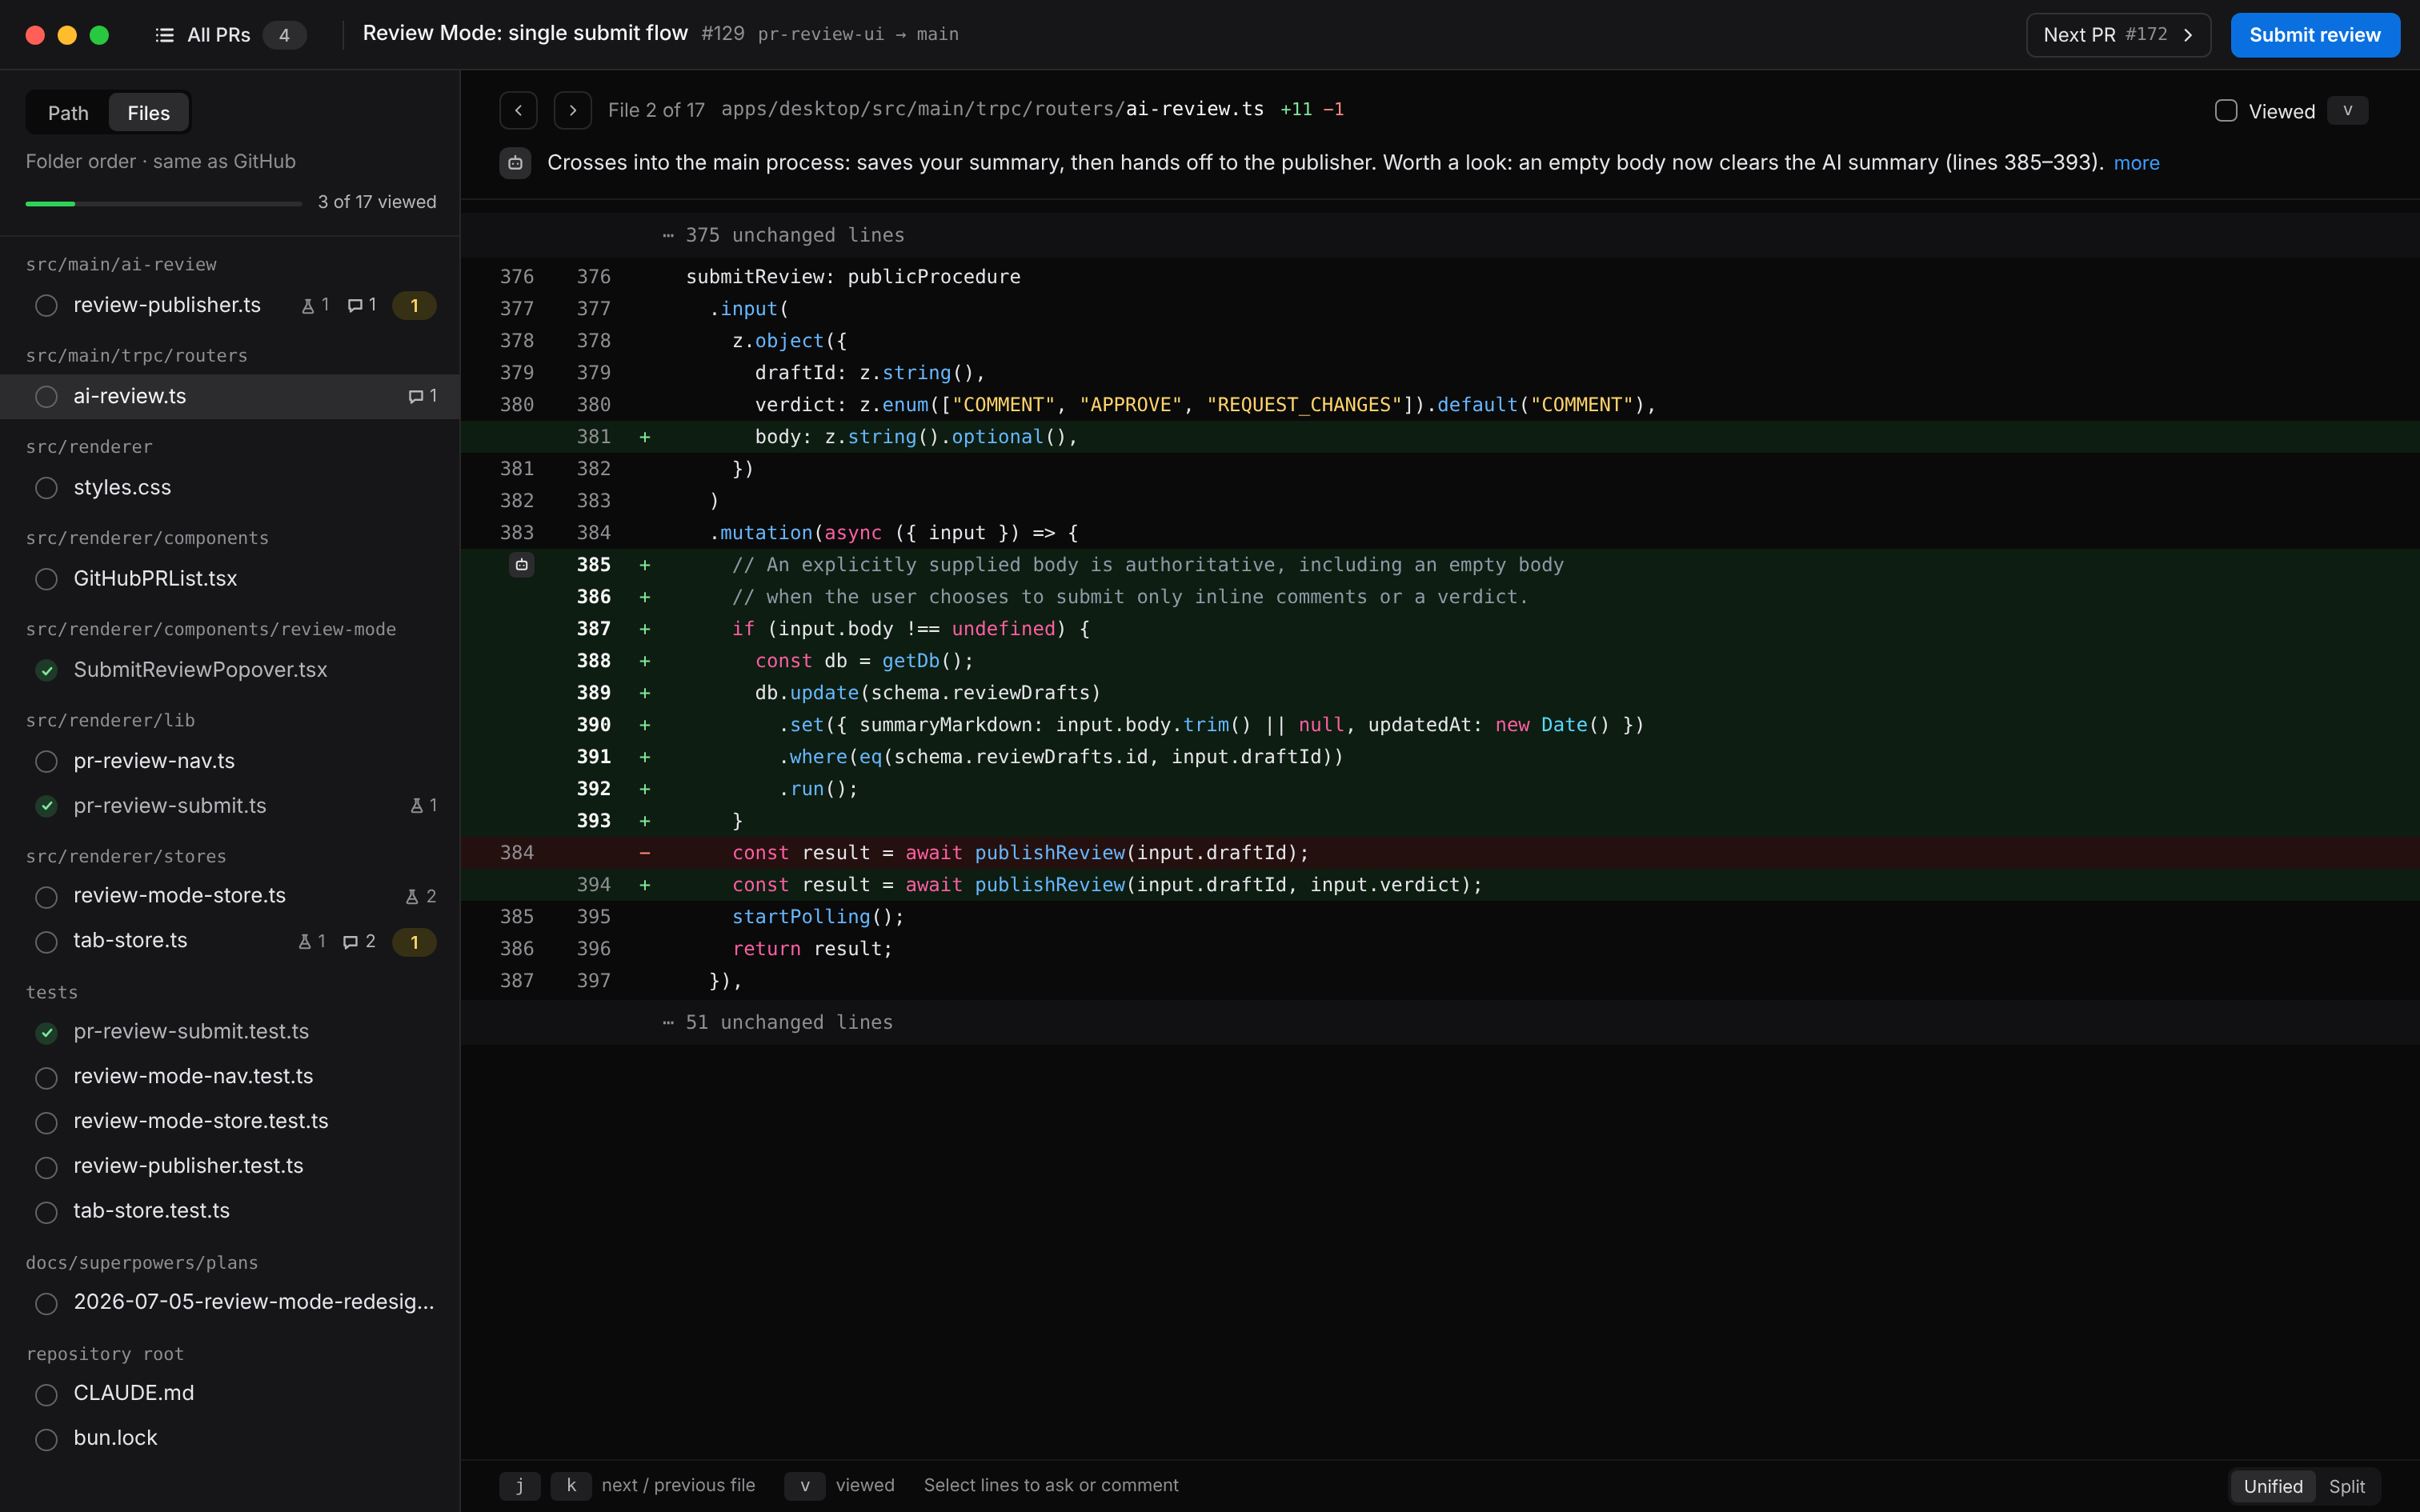 All PRs 4 Review Mode: single submit flow #129 pr-review-ui → main Next PR #172 Submit review
Path Files
Folder order · same as GitHub
3 of 17 viewed
src/main/ai-review
review-publisher.ts 1 1 1
src/main/trpc/routers
ai-review.ts 1
src/renderer
styles.css
src/renderer/components
GitHubPRList.tsx
src/renderer/components/review-mode
SubmitReviewPopover.tsx
src/renderer/lib
pr-review-nav.ts
pr-review-submit.ts 1
src/renderer/stores
review-mode-store.ts 2
tab-store.ts 1 2 1
tests
pr-review-submit.test.ts
review-mode-nav.test.ts
review-mode-store.test.ts
review-publisher.test.ts
tab-store.test.ts
docs/superpowers/plans
2026-07-05-review-mode-redesig...
repository root
CLAUDE.md
bun.lock
File 2 of 17 apps/desktop/src/main/trpc/routers/ai-review.ts +11 −1 Viewed v
Crosses into the main process: saves your summary, then hands off to the publisher. Worth a look: an empty body now clears the AI summary (lines 385–393). more
⋯ 375 unchanged lines
376 376 submitReview: publicProcedure
377 377 .input(
378 378 z.object({
379 379 draftId: z.string(),
380 380 verdict: z.enum(["COMMENT", "APPROVE", "REQUEST_CHANGES"]).default("COMMENT"),
381 + body: z.string().optional(),
381 382 })
382 383 )
383 384 .mutation(async ({ input }) => {
385 + // An explicitly supplied body is authoritative, including an empty body
386 + // when the user chooses to submit only inline comments or a verdict.
387 + if (input.body !== undefined) {
388 + const db = getDb();
389 + db.update(schema.reviewDrafts)
390 + .set({ summaryMarkdown: input.body.trim() || null, updatedAt: new Date() })
391 + .where(eq(schema.reviewDrafts.id, input.draftId))
392 + .run();
393 + }
384 − const result = await publishReview(input.draftId);
394 + const result = await publishReview(input.draftId, input.verdict);
385 395 startPolling();
386 396 return result;
387 397 }),
⋯ 51 unchanged lines
j k next / previous file v viewed Select lines to ask or comment Unified Split